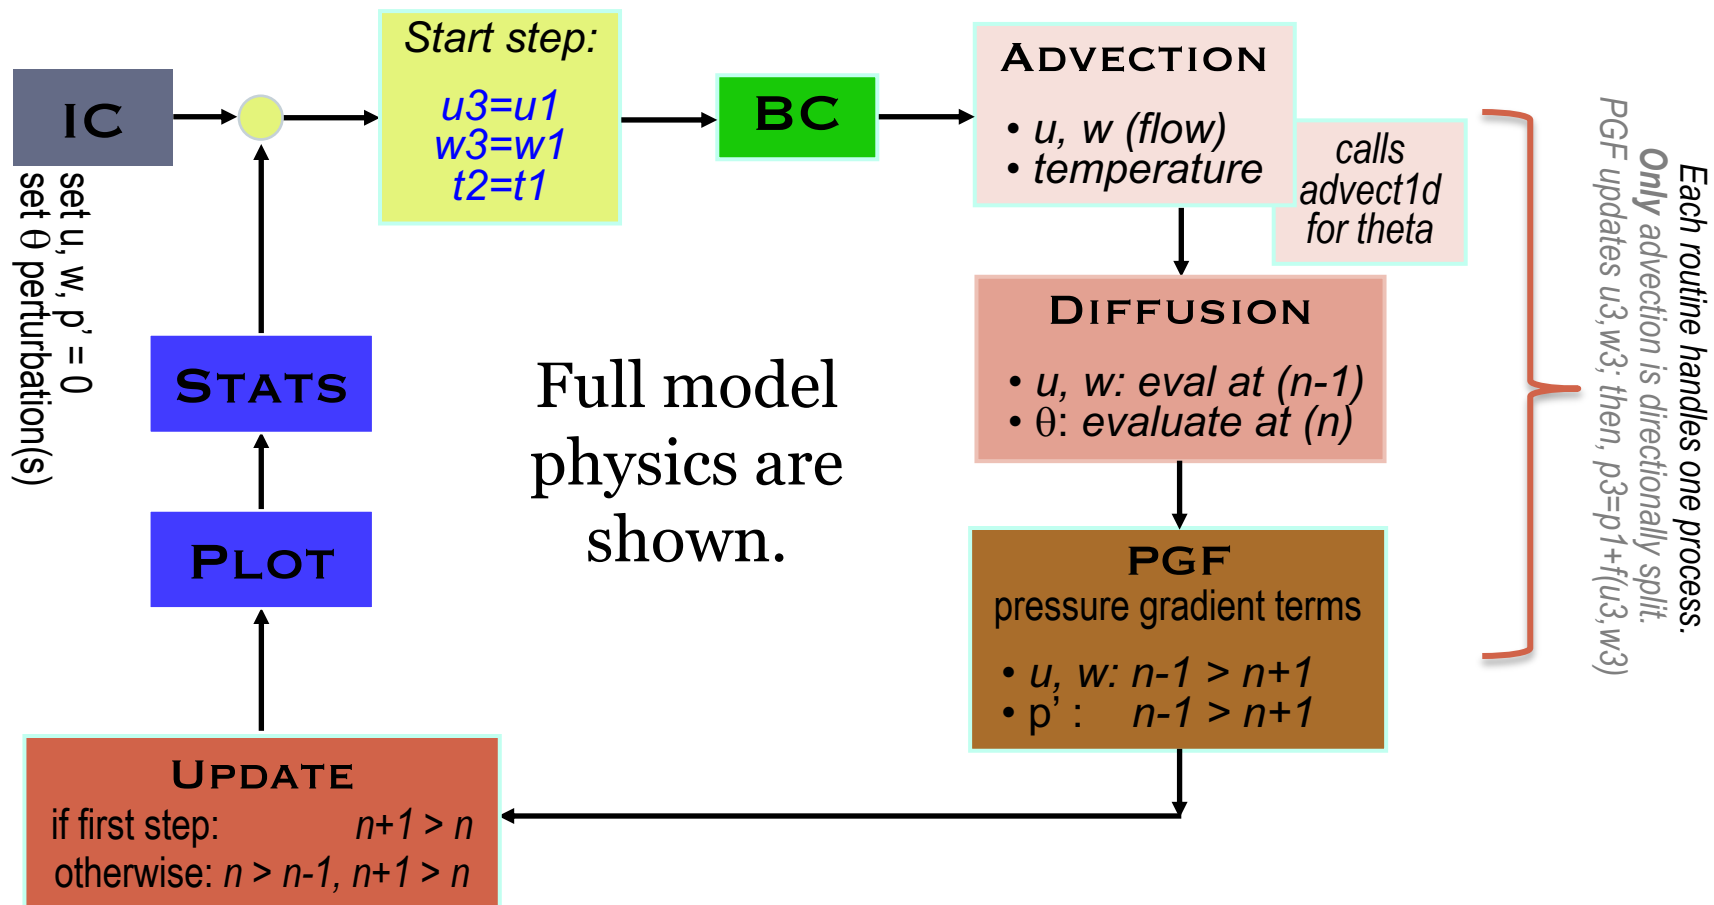 IC
set u, w, p' = 0
set θ perturbation(s)
Start step:
u3=u1
w3=w1
t2=t1
BC
ADVECTION
• u, w (flow)
• temperature
calls
advect1d
for theta
DIFFUSION
• u, w: eval at (n-1)
• θ: evaluate at (n)
PGF
pressure gradient terms
• u, w: n-1 > n+1
• p’ : n-1 > n+1
Each routine handles one process.
Only advection is directionally split.
PGF updates u3,w3; then, p3=p1+f(u3,w3)
UPDATE
if first step: n+1 > n
otherwise: n > n-1, n+1 > n
PLOT
STATS
Full model
physics are
shown.